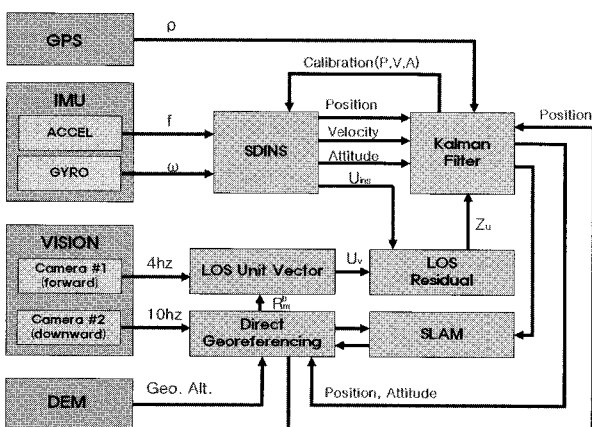 GPS
ρ
Calibration(P,V,A)
IMU
ACCEL
f
GYRO
ω
SDINS
Position
Velocity
Attitude
Uins
Kalman
Filter
Position
Zu
VISION
Camera #1
(forward)
4hz
LOS Unit Vector
Uv
LOS
Residual
Camera #2
(downward)
10hz
Direct
Georeferencing
SLAM
DEM
Geo. Alt.
Position, Attitude